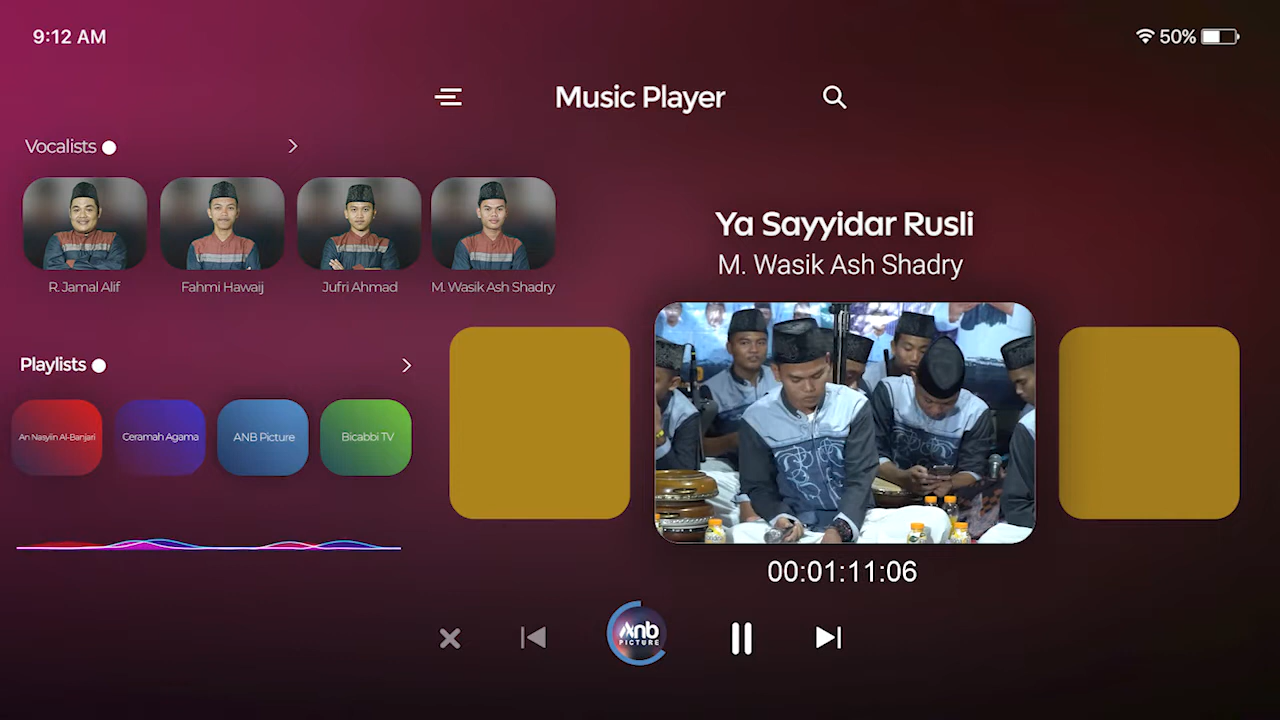 9:12 AM
50%
Music Player
Vocalists
R. Jamal Alif
Fahmi Hawaij
Jufri Ahmad
M. Wasik Ash Shadry
Ya Sayyidar Rusli
M. Wasik Ash Shadry
Playlists
An Nasyiin Al-Banjari
Ceramah Agama
ANB Picture
Bicabbi TV
00:01:11:06
Anb
PICTURE